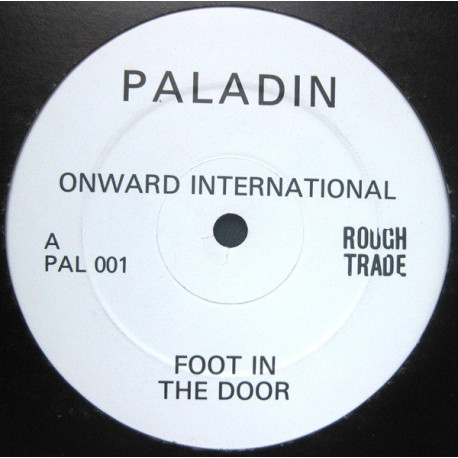 PALADIN
ONWARD INTERNATIONAL
A
PAL 001
ROUGH
TRADE
FOOT IN
THE DOOR